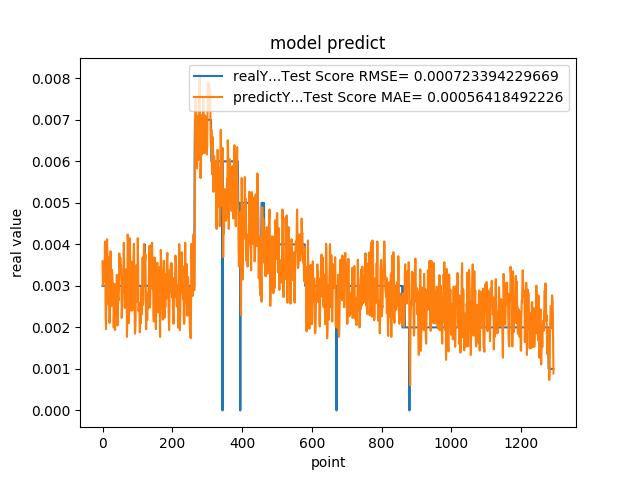 model predict
realY...Test Score RMSE= 0.000723394229669
predictY...Test Score MAE= 0.00056418492226
0.008
0.007
0.006
0.005
0.004
0.003
0.002
0.001
0.000
real value
0 200 400 600 800 1000 1200
point